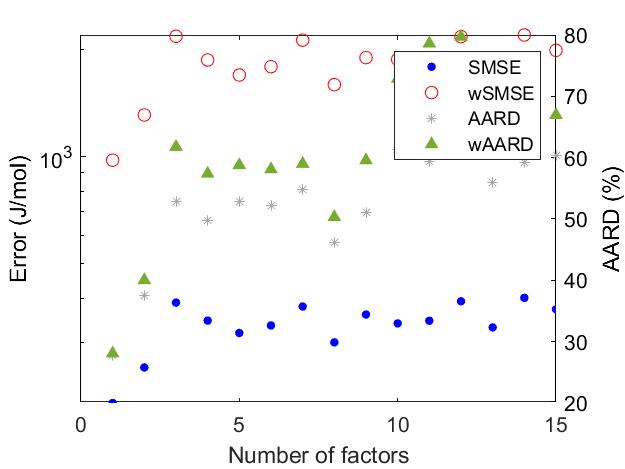 SMSE
wSMSE
AARD
wAARD
Error (J/mol)
10³
AARD (%)
80
70
60
50
40
30
20
0
5
10
15
Number of factors